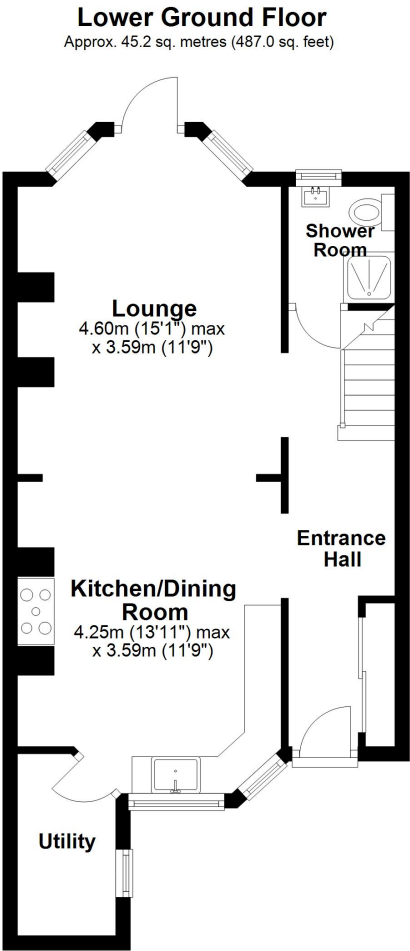 Lower Ground Floor
Approx. 45.2 sq. metres (487.0 sq. feet)
Shower
Room
Lounge
4.60m (15'1") max
x 3.59m (11'9")
Entrance
Hall
Kitchen/Dining
Room
4.25m (13'11") max
x 3.59m (11'9")
Utility